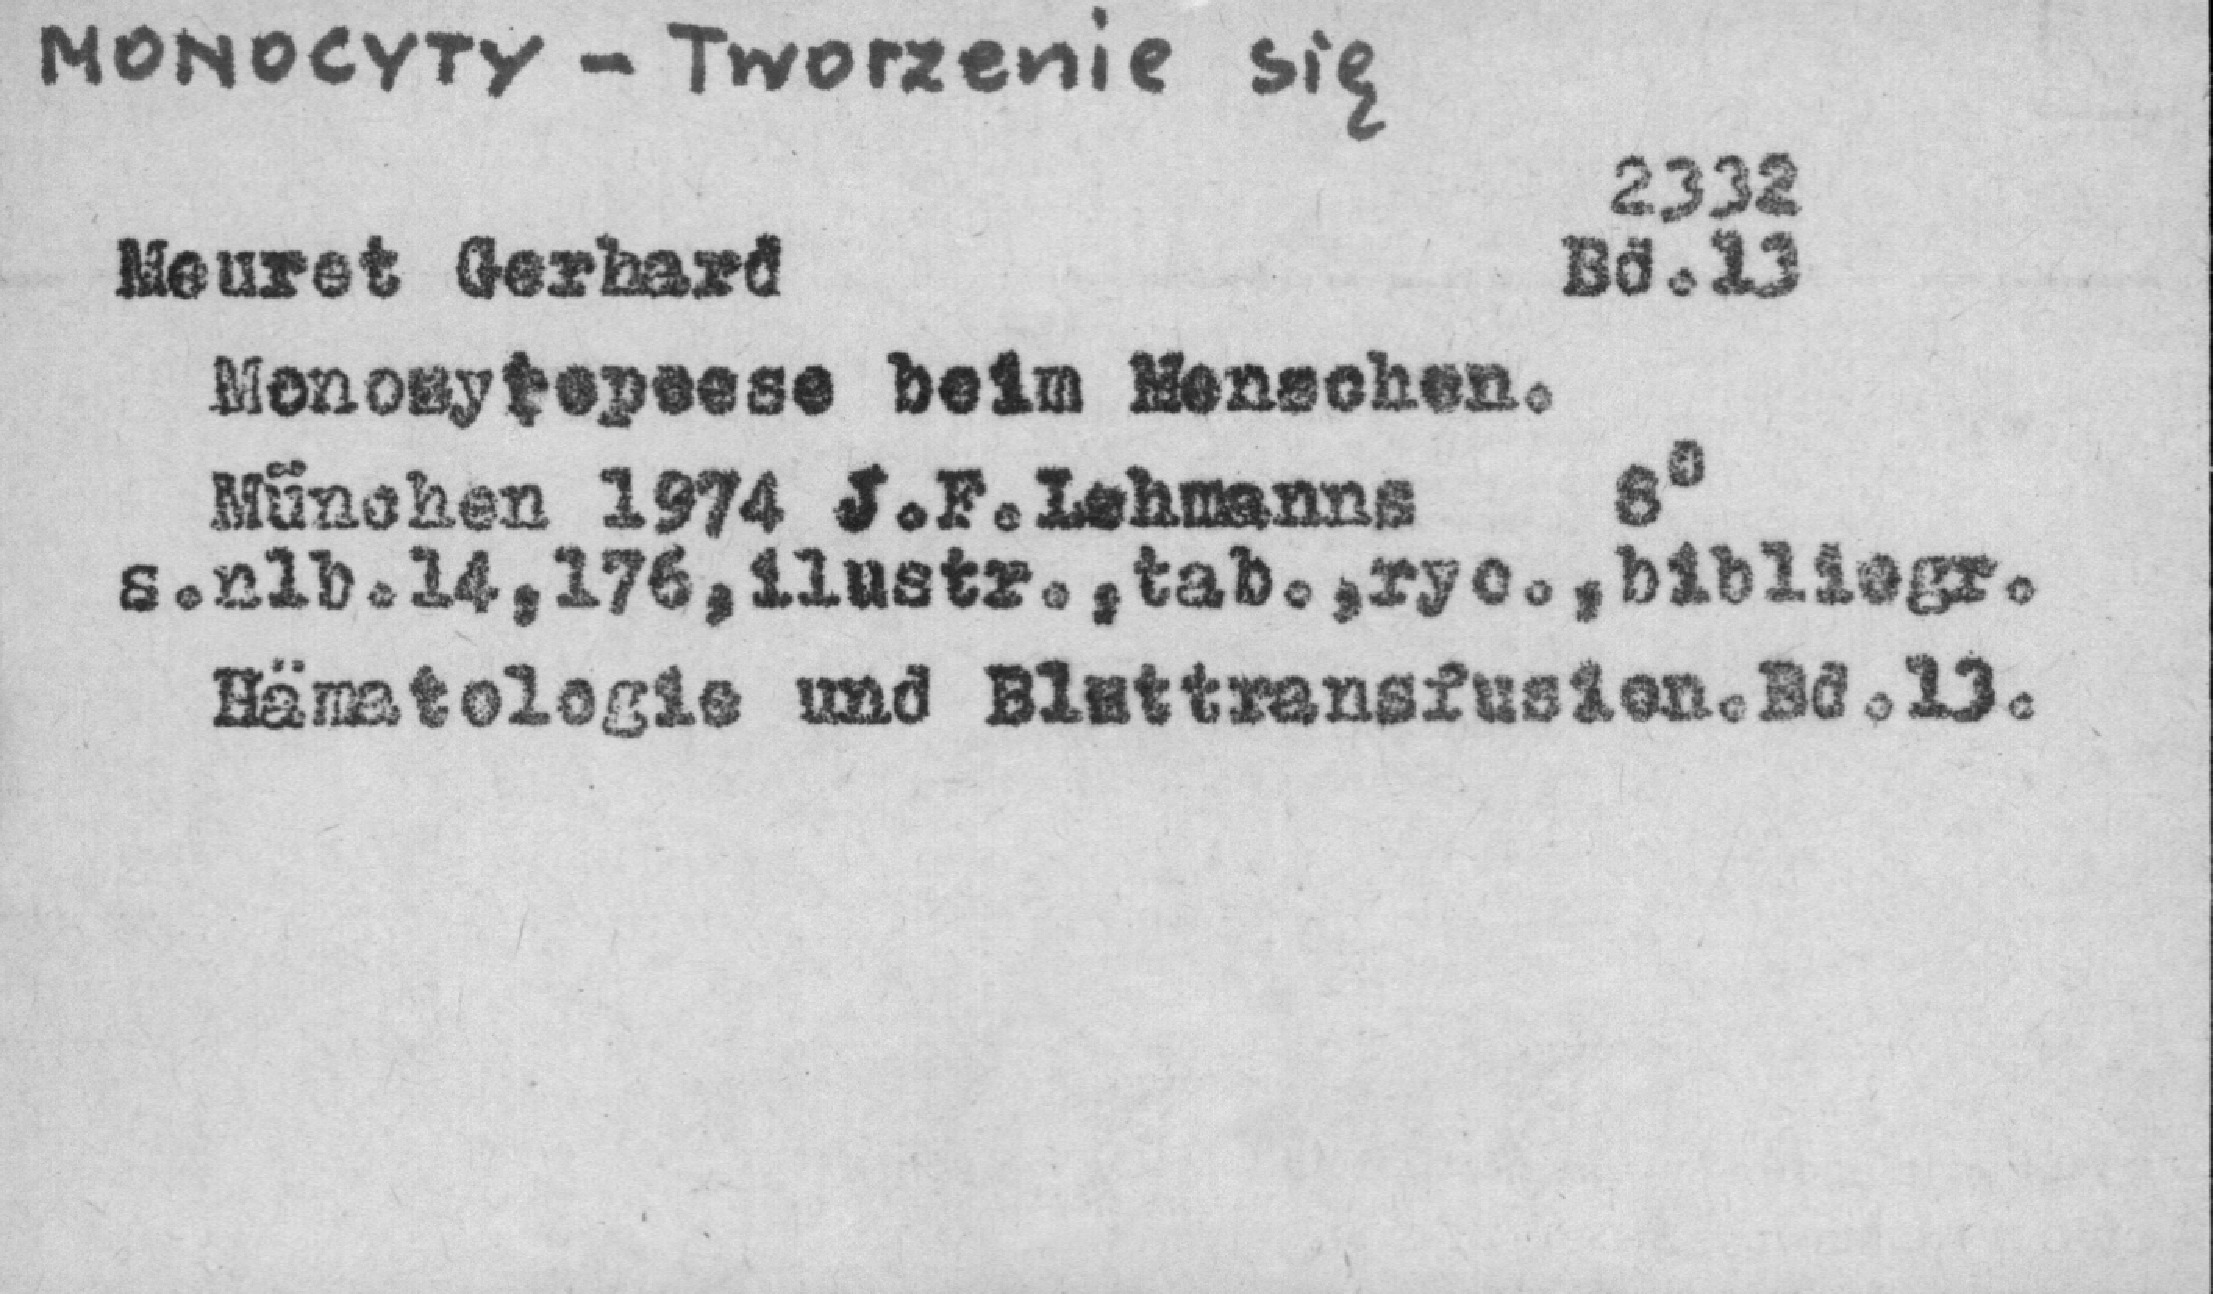 MONOCYTY - Tworzenie się
2332
Meuret Gerhard Bd.13
Monozytopoese beim Menschen.
München 1974 J.F.Lehmanns 8⁰
s.nlb.14,176,ilustr.,tab.,ryc.,bibliogr.
Hämatologie und Bluttransfusion.Bd.13.